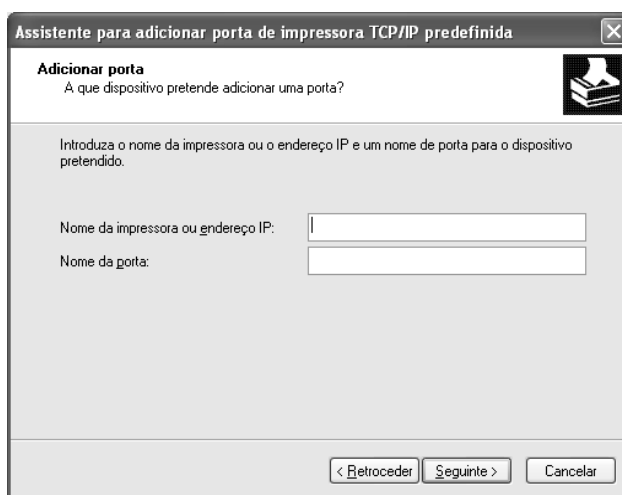 Assistente para adicionar porta de impressora TCP/IP predefinida
Adicionar porta
A que dispositivo pretende adicionar uma porta?
Introduza o nome da impressora ou o endereço IP e um nome de porta para o dispositivo
pretendido.
Nome da impressora ou endereço IP:
Nome da porta:
< Retroceder Seguinte > Cancelar